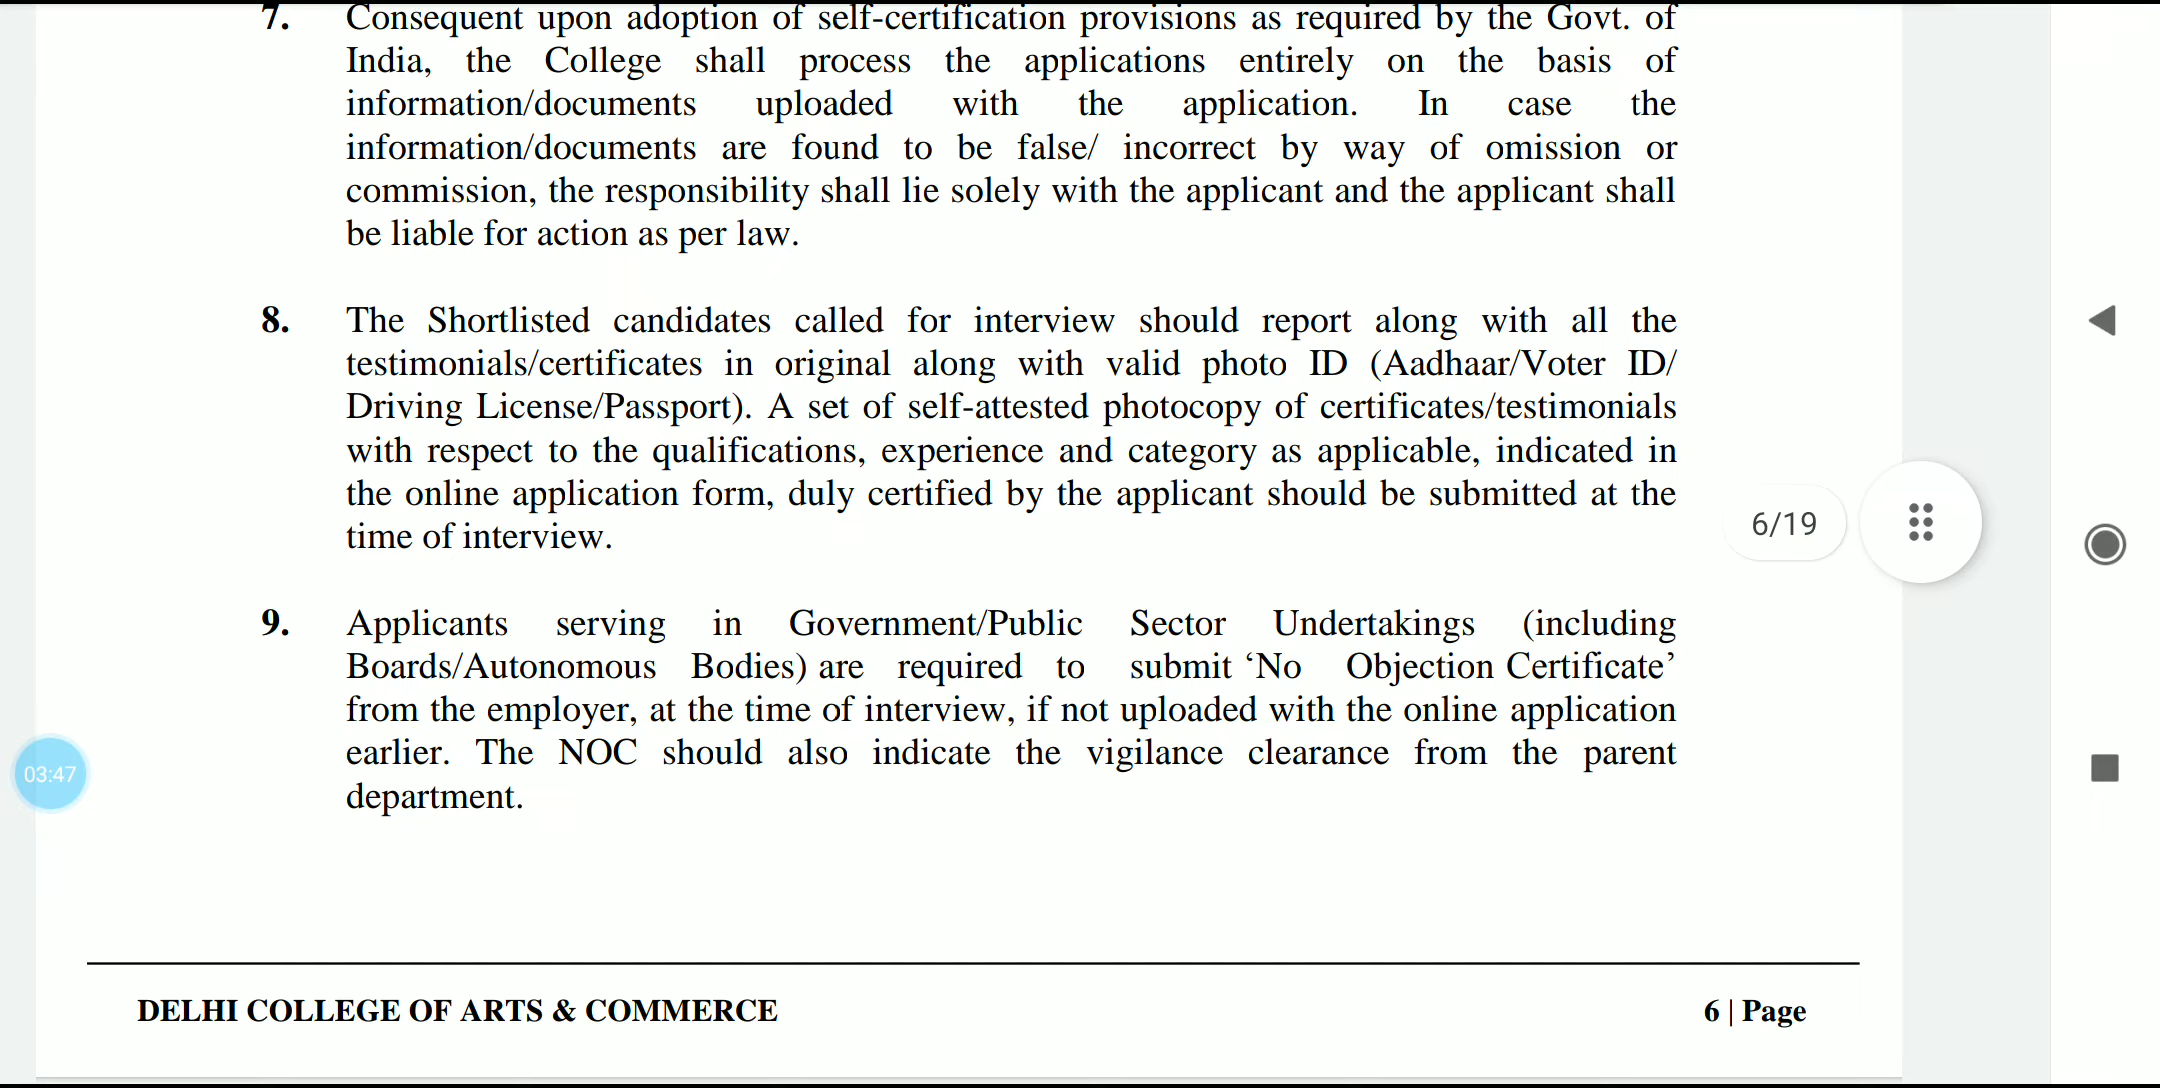 7. Consequent upon adoption of self-certification provisions as required by the Govt. of
India, the College shall process the applications entirely on the basis of
information/documents uploaded with the application. In case the
information/documents are found to be false/ incorrect by way of omission or
commission, the responsibility shall lie solely with the applicant and the applicant shall
be liable for action as per law.
8. The Shortlisted candidates called for interview should report along with all the
testimonials/certificates in original along with valid photo ID (Aadhaar/Voter ID/
Driving License/Passport). A set of self-attested photocopy of certificates/testimonials
with respect to the qualifications, experience and category as applicable, indicated in
the online application form, duly certified by the applicant should be submitted at the
time of interview.
6/19
9. Applicants serving in Government/Public Sector Undertakings (including
Boards/Autonomous Bodies) are required to submit ‘No Objection Certificate’
from the employer, at the time of interview, if not uploaded with the online application
earlier. The NOC should also indicate the vigilance clearance from the parent
department.
03:47
DELHI COLLEGE OF ARTS & COMMERCE
6 | Page